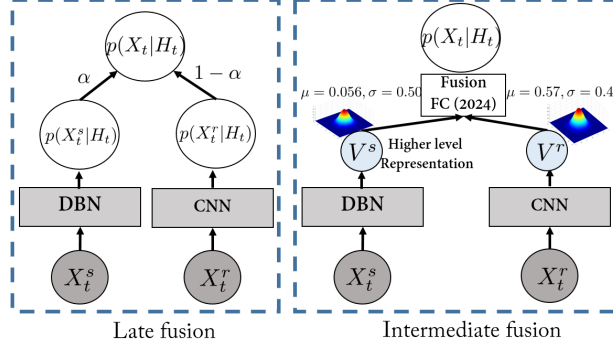 p(X_t|H_t)
α
1 − α
p(X_t^s|H_t)
p(X_t^r|H_t)
DBN
CNN
X_t^s
X_t^r
Late fusion
p(X_t|H_t)
μ = 0.056, σ = 0.50
Fusion
FC (2024)
μ = 0.57, σ = 0.4
V^s
Higher level
Representation
V^r
DBN
CNN
X_t^s
X_t^r
Intermediate fusion